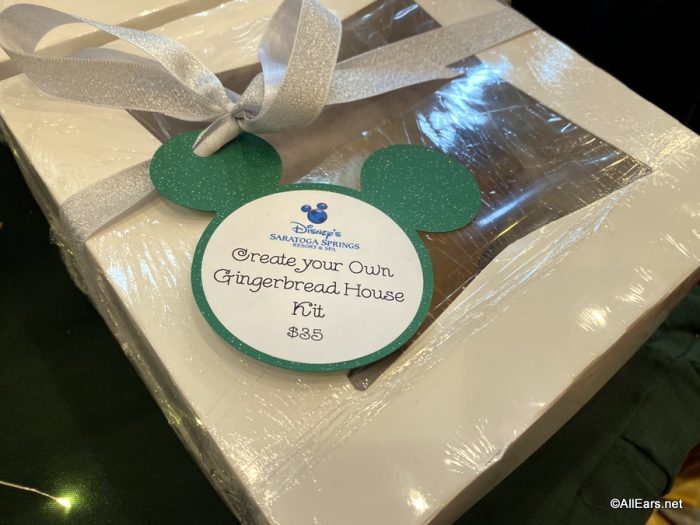 Disney's
SARATOGA SPRINGS
RESORT & SPA
Create your Own
Gingerbread House
Kit
$35
©AllEars.net